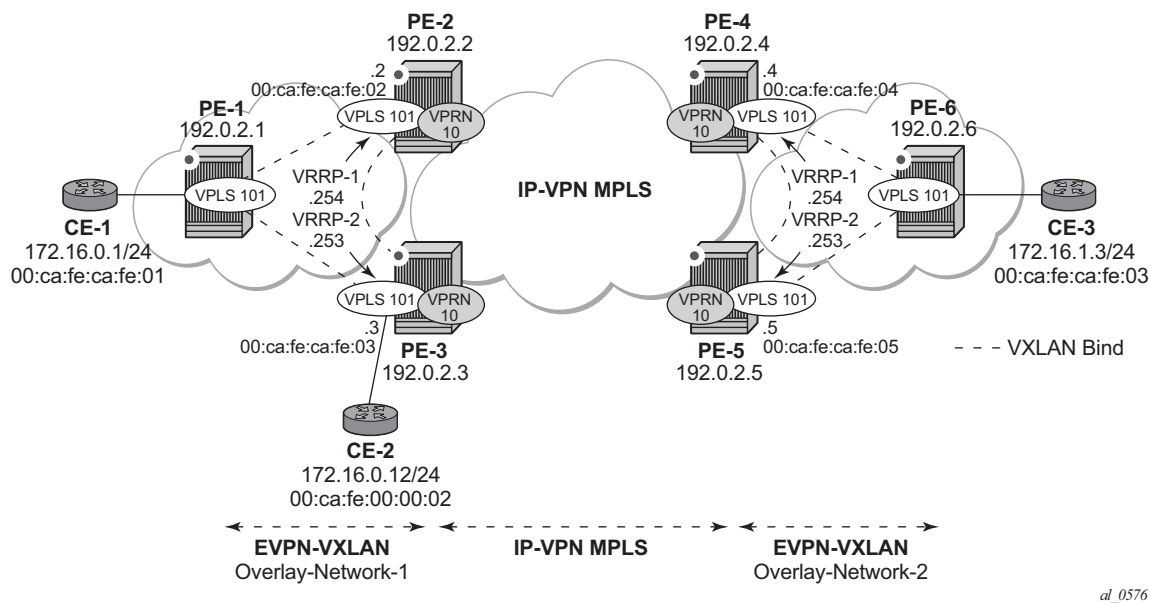 PE-2
192.0.2.2
.2
00:ca:fe:ca:fe:02
VPLS 101
VPRN
10
PE-4
192.0.2.4
.4
00:ca:fe:ca:fe:04
VPRN
10
VPLS 101
PE-1
192.0.2.1
VPLS 101
CE-1
172.16.0.1/24
00:ca:fe:ca:fe:01
VRRP-1
.254
VRRP-2
.253
IP-VPN MPLS
VRRP-1
.254
VRRP-2
.253
PE-6
192.0.2.6
VPLS 101
CE-3
172.16.1.3/24
00:ca:fe:ca:fe:03
VPLS 101
VPRN
10
.3
00:ca:fe:ca:fe:03
PE-3
192.0.2.3
VPRN
10
VPLS 101
.5
00:ca:fe:ca:fe:05
PE-5
192.0.2.5
- - - VXLAN Bind
CE-2
172.16.0.12/24
00:ca:fe:00:00:02
EVPN-VXLAN
Overlay-Network-1
IP-VPN MPLS
EVPN-VXLAN
Overlay-Network-2
al_0576